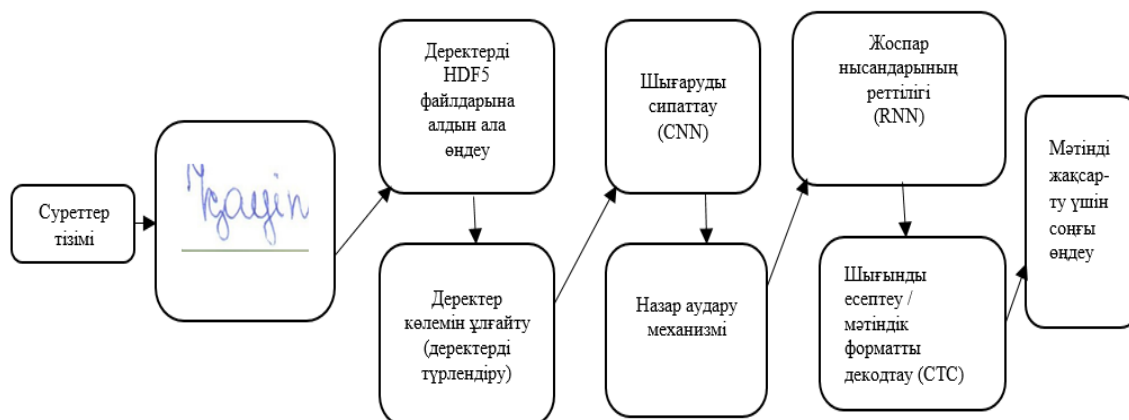 Суреттер
тізімі
Қауіп
Деректерді
HDF5
файлдарына
алдын ала
өңдеу
Деректер
көлемін ұлғайту
(деректерді
түрлендіру)
Шығаруды
сипаттау
(CNN)
Назар аудару
механизмі
Жоспар
нысандарының
реттілігі
(RNN)
Шығынды
есептеу /
мәтіндік
форматты
декодтау (CTC)
Мәтінді
жақсар-
ту үшін
соңғы
өңдеу